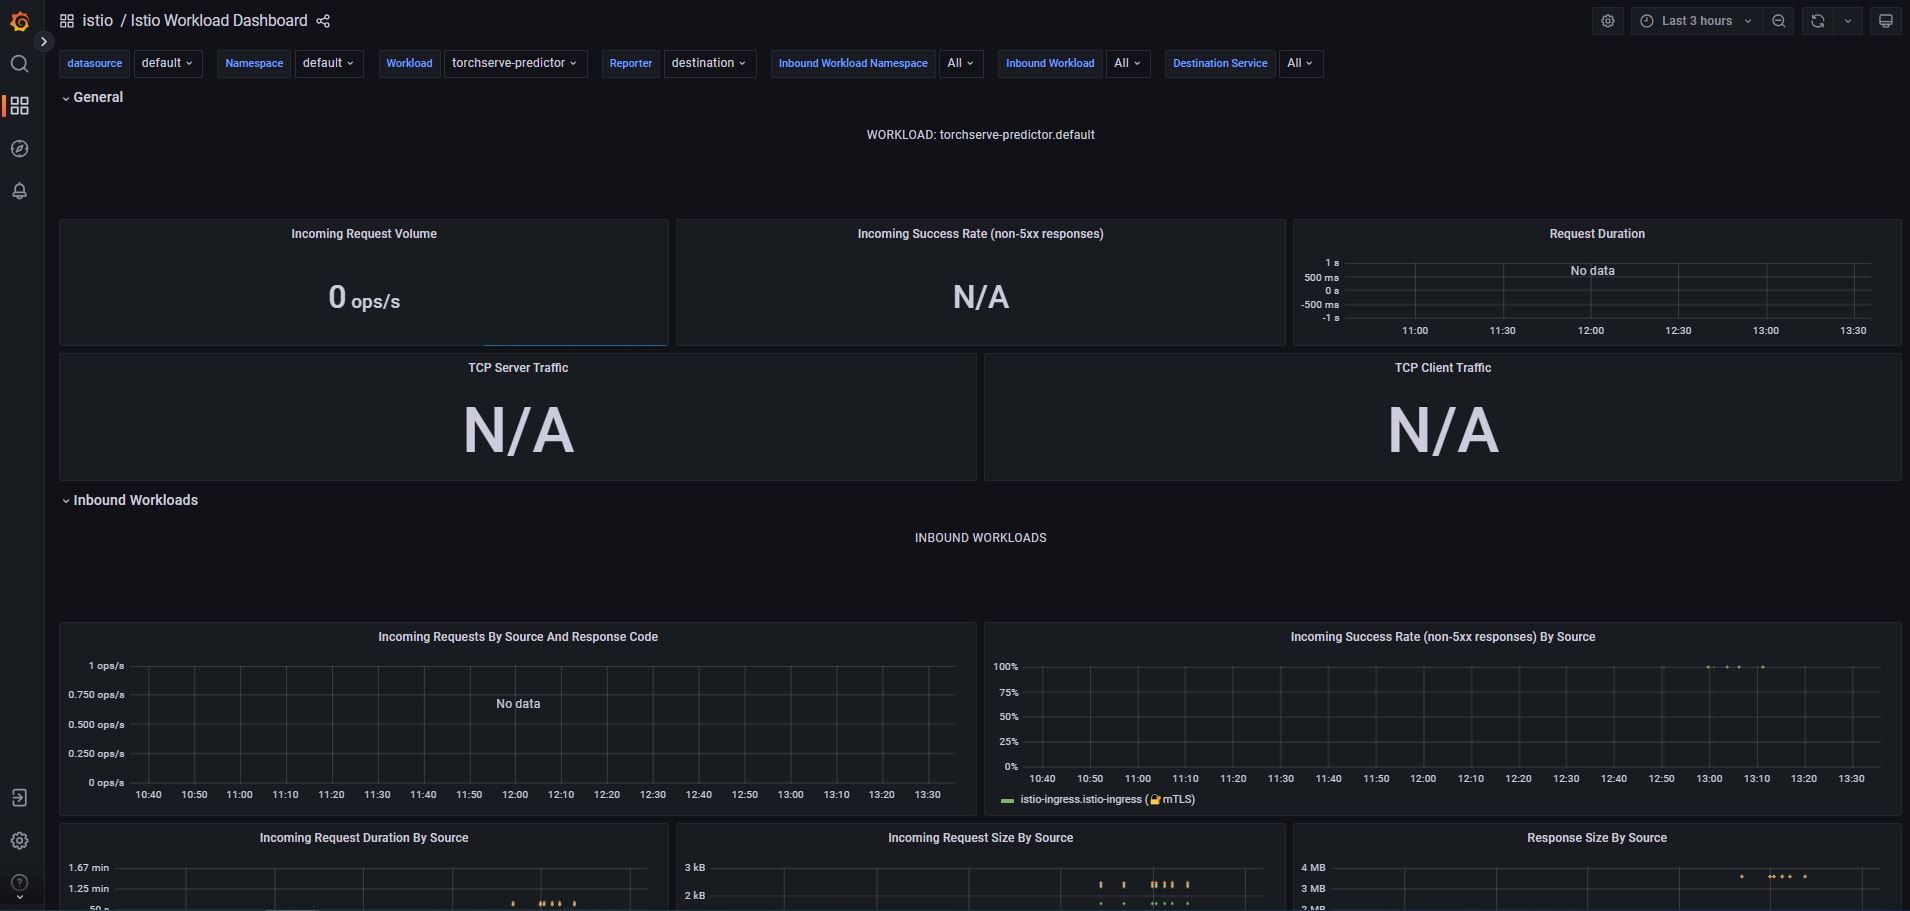 istio / Istio Workload Dashboard
Last 3 hours
datasource default Namespace default Workload torchserve-predictor Reporter destination Inbound Workload Namespace All Inbound Workload All Destination Service All
General
WORKLOAD: torchserve-predictor.default
Incoming Request Volume
0 ops/s
Incoming Success Rate (non-5xx responses)
N/A
Request Duration
1 s
500 ms
0 s
-500 ms
-1 s
No data
11:00 11:30 12:00 12:30 13:00 13:30
TCP Server Traffic
N/A
TCP Client Traffic
N/A
Inbound Workloads
INBOUND WORKLOADS
Incoming Requests By Source And Response Code
1 ops/s
0.750 ops/s
0.500 ops/s
0.250 ops/s
0 ops/s
No data
10:40 10:50 11:00 11:10 11:20 11:30 11:40 11:50 12:00 12:10 12:20 12:30 12:40 12:50 13:00 13:10 13:20 13:30
Incoming Success Rate (non-5xx responses) By Source
100%
75%
50%
25%
0%
10:40 10:50 11:00 11:10 11:20 11:30 11:40 11:50 12:00 12:10 12:20 12:30 12:40 12:50 13:00 13:10 13:20 13:30
istio-ingress.istio-ingress (🔐mTLS)
Incoming Request Duration By Source
1.67 min
1.25 min
50 s
Incoming Request Size By Source
3 kB
2 kB
Response Size By Source
4 MB
3 MB
2 MB